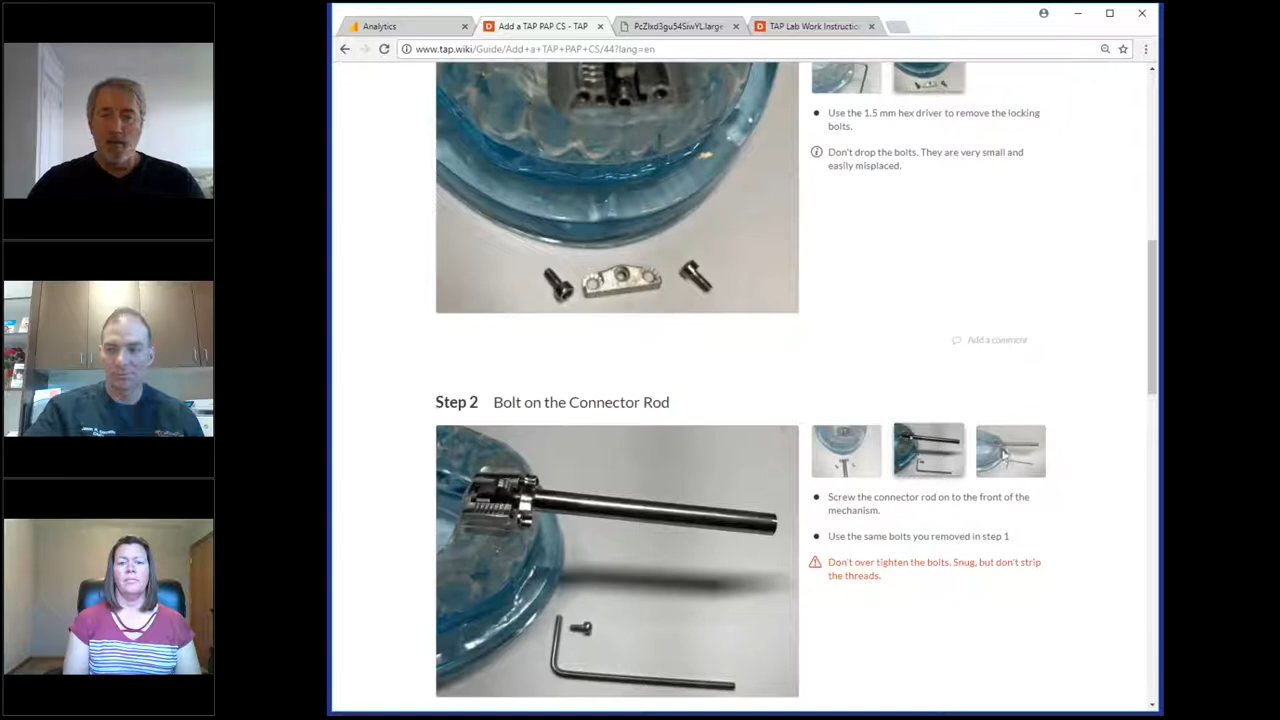 Analytics
Add a TAP PAP CS - TAP
PcZlxd3gu54SiwYL.large
TAP Lab Work Instruction
www.tap.wiki/Guide/Add+a+TAP+PAP+CS/44?lang=en
Use the 1.5 mm hex driver to remove the locking
bolts.
Don't drop the bolts. They are very small and
easily misplaced.
Add a comment
Step 2 Bolt on the Connector Rod
Screw the connector rod on to the front of the
mechanism.
Use the same bolts you removed in step 1
Don't over tighten the bolts. Snug, but don't strip
the threads.